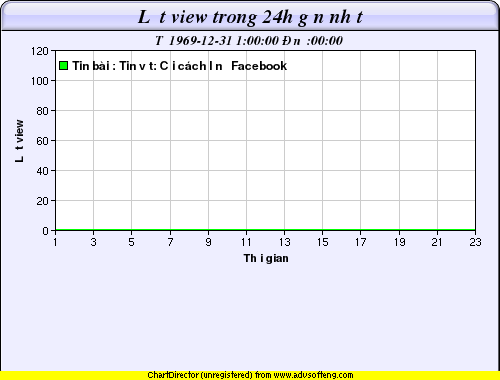 L t view trong 24h g n nh t
T 1969-12-31 1:00:00 Đn :00:00
120
Tin bài : Tin v t: C i cách l n Facebook
100
80
60
40
20
0
L t view
1 3 5 7 9 11 13 15 17 19 21 23
Th i gian
ChartDirector (unregistered) from www.advsofteng.com